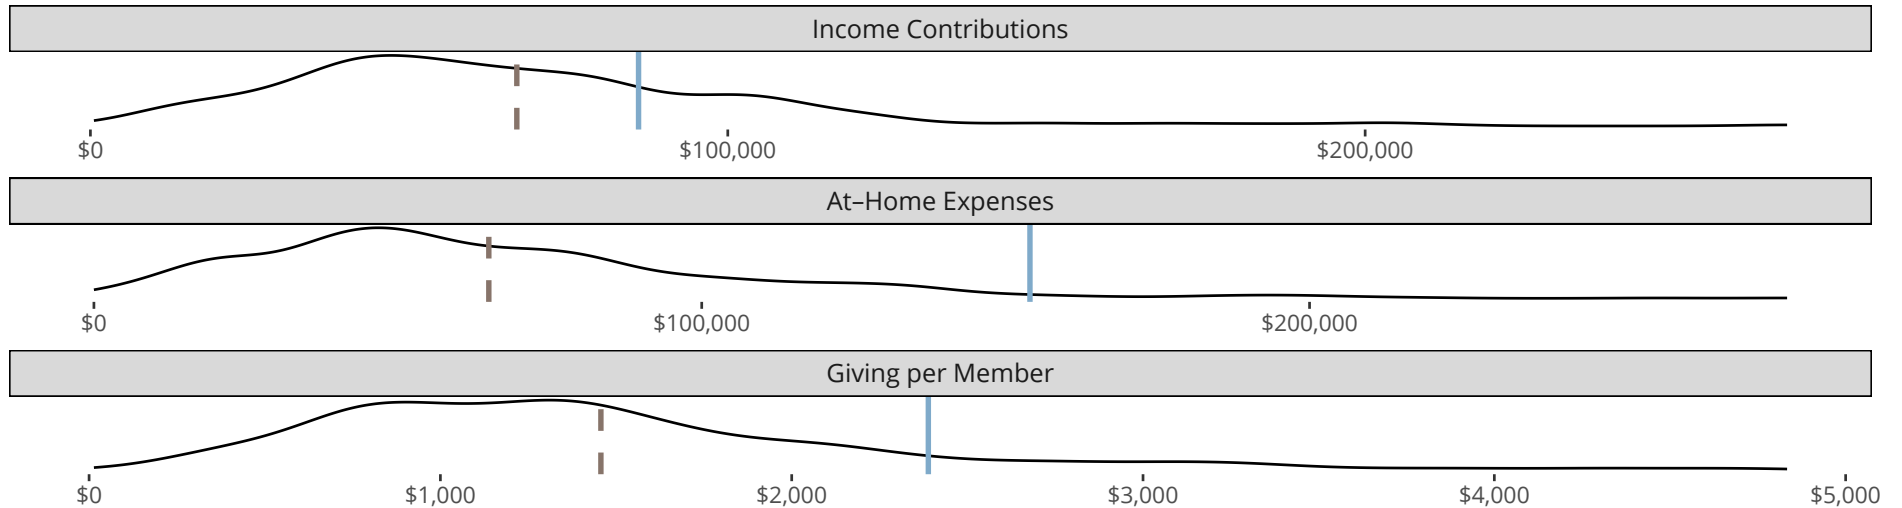 Income Contributions
$0 $100,000 $200,000
At–Home Expenses
$0 $100,000 $200,000
Giving per Member
$0 $1,000 $2,000 $3,000 $4,000 $5,000